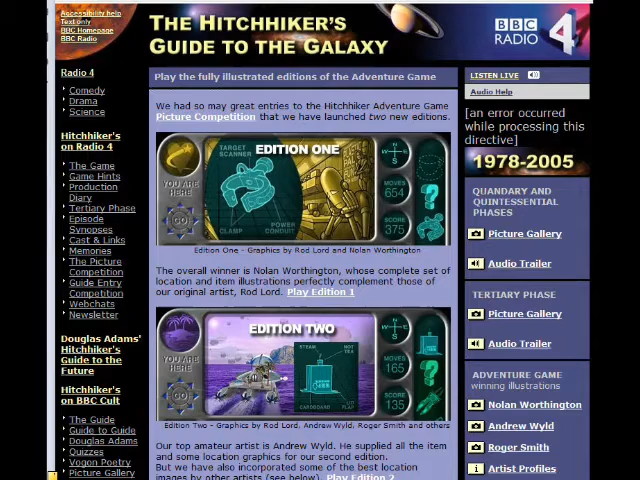 Accessibility help
Text only
BBC Homepage
BBC Radio
THE HITCHHIKER'S
GUIDE TO THE GALAXY
BBC
RADIO 4
Radio 4
Comedy
Drama
Science
Hitchhiker's
on Radio 4
The Game
Game Hints
Production
Diary
Tertiary Phase
Episode
Synopses
Cast & Links
Memories
The Picture
Competition
Guide Entry
Competition
Webchats
Newsletter
Douglas Adams'
Hitchhiker's
Guide to the
Future
Hitchhiker's
on BBC Cult
The Guide
Guide to Guide
Douglas Adams
Quizzes
Vogon Poetry
Picture Gallery
Play the fully illustrated editions of the Adventure Game
We had so may great entries to the Hitchhiker Adventure Game
Picture Competition that we have launched two new editions.
TARGET
SCANNER
EDITION ONE
N
W E
S
YOU ARE
HERE
GO
MOVES
654
SCORE
375
CLAMP
POWER
CONDUIT
Edition One - Graphics by Rod Lord and Nolan Worthington
The overall winner is Nolan Worthington, whose complete set of
location and item illustrations perfectly complement those of
our original artist, Rod Lord. Play Edition 1
EDITION TWO
N
W E
S
YOU ARE
HERE
GO
STEAM
HOT
TEA
MOVES
165
SCORE
135
CARDBOARD
LID
FLAP
Edition Two - Graphics by Rod Lord, Andrew Wyld, Roger Smith and others
Our top amateur artist is Andrew Wyld. He supplied all the item
and some location graphics for our second edition.
But we have also incorporated some of the best location
images by other artists (see below). Play Edition 2
LISTEN LIVE
Audio Help
[an error occurred
while processing this
directive]
1978-2005
QUANDARY AND
QUINTESSENTIAL
PHASES
Picture Gallery
Audio Trailer
TERTIARY PHASE
Picture Gallery
Audio Trailer
ADVENTURE GAME
winning illustrations
Nolan Worthington
Andrew Wyld
Roger Smith
Artist Profiles